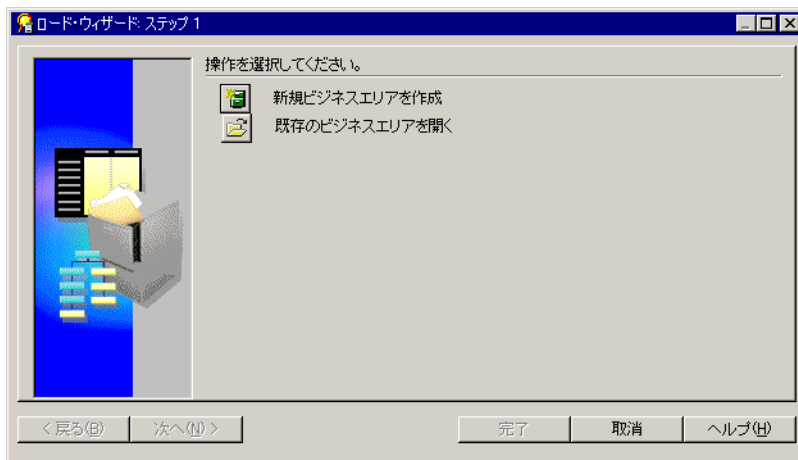 ロード・ウィザード: ステップ 1
操作を選択してください。
新規ビジネスエリアを作成
既存のビジネスエリアを開く
< 戻る(B)
次へ(N) >
完了
取消
ヘルプ(H)